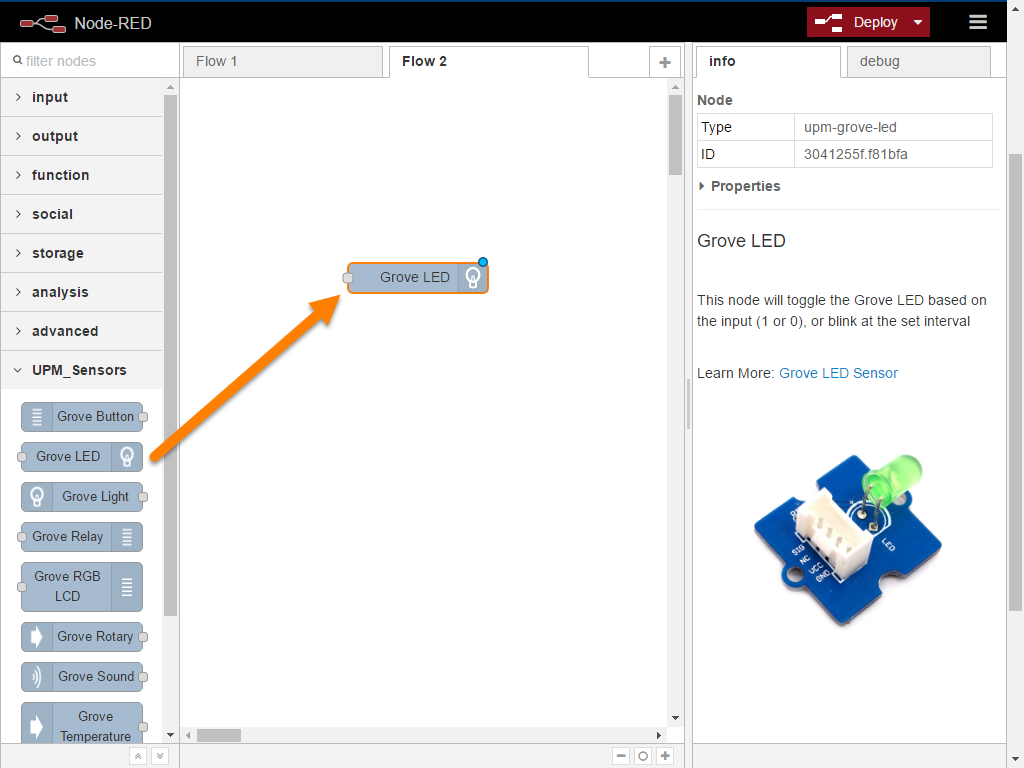 Node-RED
Deploy
filter nodes
input
output
function
social
storage
analysis
advanced
UPM_Sensors
Grove Button
Grove LED
Grove Light
Grove Relay
Grove RGB
LCD
Grove Rotary
Grove Sound
Grove
Temperature
Flow 1
Flow 2
Grove LED
info
debug
Node
Type upm-grove-led
ID 3041255f.f81bfa
Properties
Grove LED
This node will toggle the Grove LED based on
the input (1 or 0), or blink at the set interval
Learn More: Grove LED Sensor
LED
SIG
NC
VCC
GND